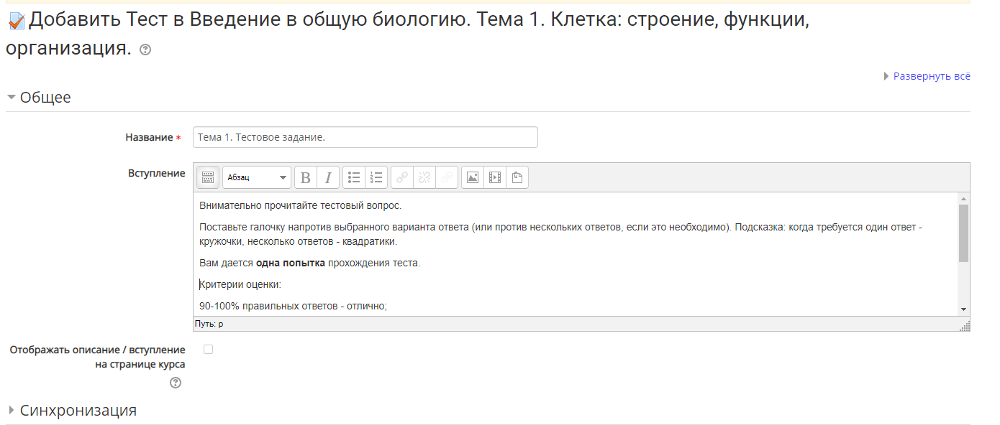 Добавить Тест в Введение в общую биологию. Тема 1. Клетка: строение, функции,
организация.
Развернуть всё
Общее
Название *
Тема 1. Тестовое задание.
Вступление
Абзац
B I
Внимательно прочитайте тестовый вопрос.
Поставьте галочку напротив выбранного варианта ответа (или против нескольких ответов, если это необходимо). Подсказка: когда требуется один ответ -
кружочки, несколько ответов - квадратики.
Вам дается одна попытка прохождения теста.
Критерии оценки:
90-100% правильных ответов - отлично;
Путь: p
Отображать описание / вступление
на странице курса
Синхронизация